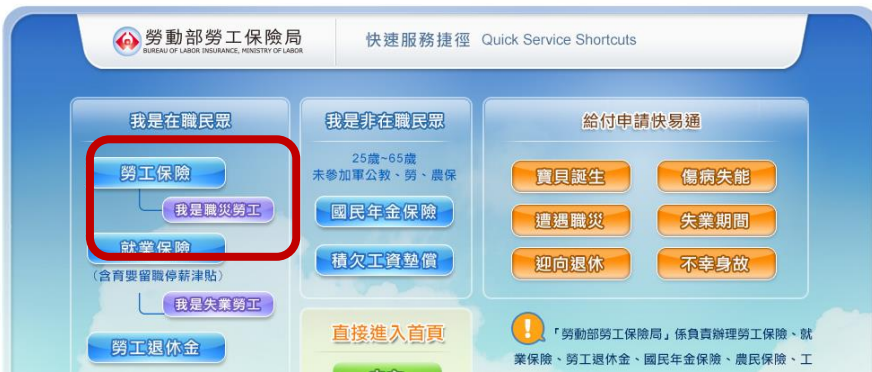 勞動部勞工保險局
BUREAU OF LABOR INSURANCE, MINISTRY OF LABOR
快速服務捷徑 Quick Service Shortcuts
我是在職民眾
勞工保險
我是職災勞工
就業保險
(含育嬰留職停薪津貼)
我是失業勞工
勞工退休金
我是非在職民眾
25歲~65歲
未參加軍公教、勞、農保
國民年金保險
積欠工資墊償
直接進入首頁
給付申請快易通
寶貝誕生
傷病失能
遭遇職災
失業期間
迎向退休
不幸身故
「勞動部勞工保險局」係負責辦理勞工保險、就
業保險、勞工退休金、國民年金保險、農民保險、工